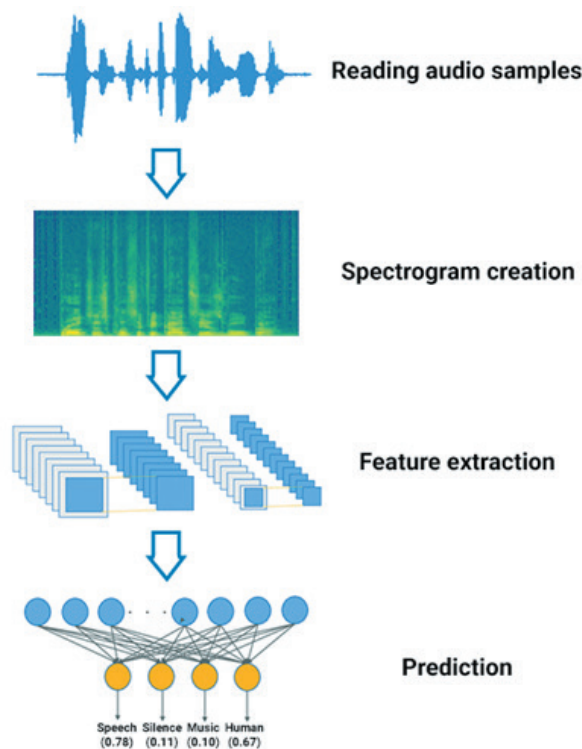 Reading audio samples
Spectrogram creation
Feature extraction
Prediction
Speech Silence Music Human
(0.78) (0.11) (0.10) (0.67)